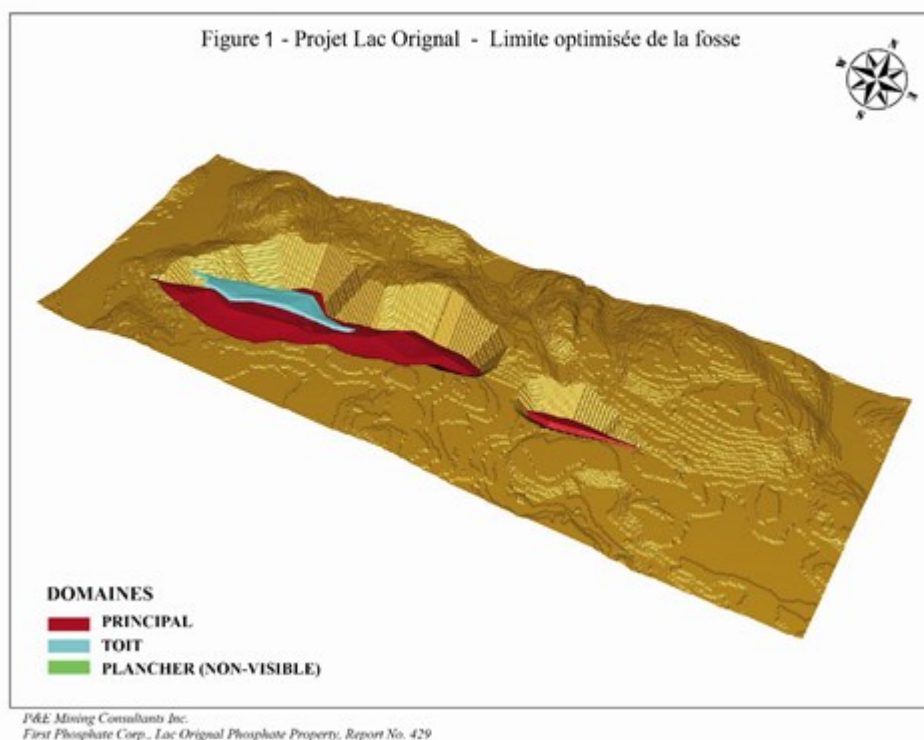 Figure 1 - Projet Lac Orignal - Limite optimisée de la fosse
N
W
E
S
DOMAINES
PRINCIPAL
TOIT
PLANCHER (NON-VISIBLE)
P&E Mining Consultants Inc.
First Phosphate Corp., Lac Orignal Phosphate Property, Report No. 429